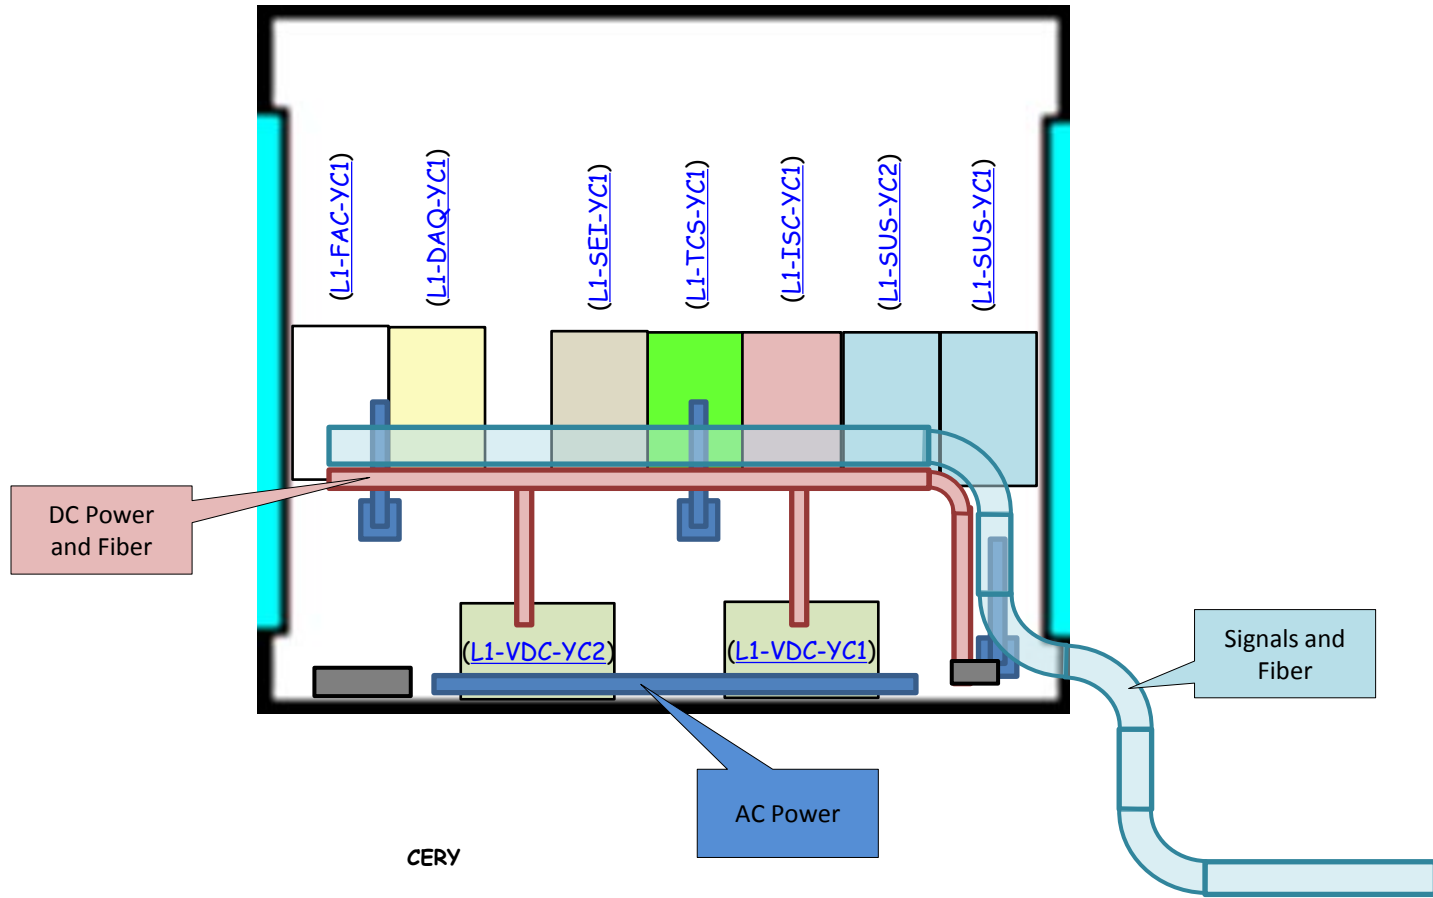 (L1-FAC-YC1)
(L1-DAQ-YC1)
(L1-SEI-YC1)
(L1-TCS-YC1)
(L1-ISC-YC1)
(L1-SUS-YC2)
(L1-SUS-YC1)
DC Power
and Fiber
(L1-VDC-YC2)
(L1-VDC-YC1)
Signals and
Fiber
AC Power
CERY